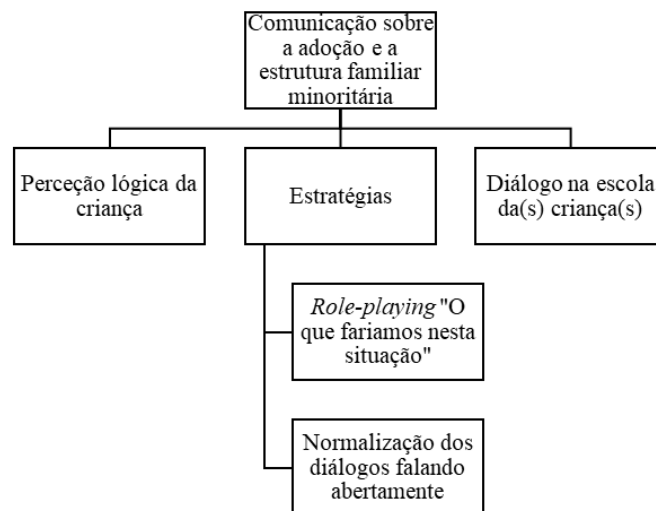 Comunicação sobre
a adoção e a
estrutura familiar
minoritária
Perceção lógica da
criança
Estratégias
Diálogo na escola
da(s) criança(s)
Role-playing "O
que fariamos nesta
situação"
Normalização dos
diálogos falando
abertamente